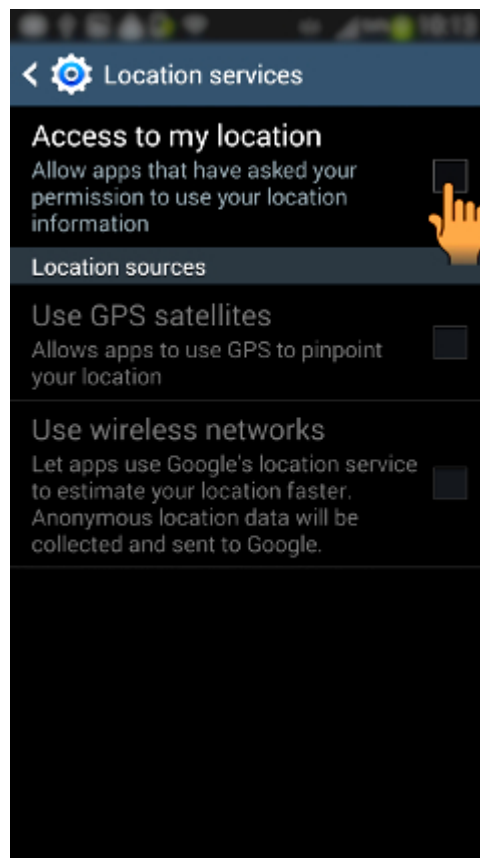 10:13
Location services
Access to my location
Allow apps that have asked your
permission to use your location
information
Location sources
Use GPS satellites
Allows apps to use GPS to pinpoint
your location
Use wireless networks
Let apps use Google's location service
to estimate your location faster.
Anonymous location data will be
collected and sent to Google.